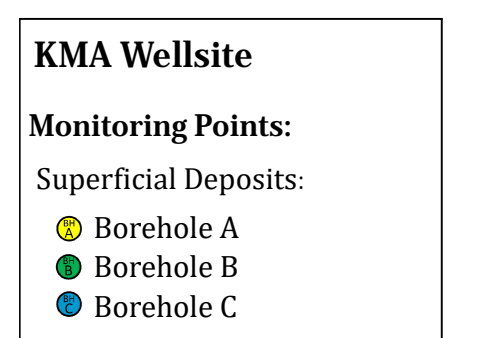 KMA Wellsite
Monitoring Points:
Superficial Deposits:
BH A Borehole A
BH B Borehole B
BH C Borehole C